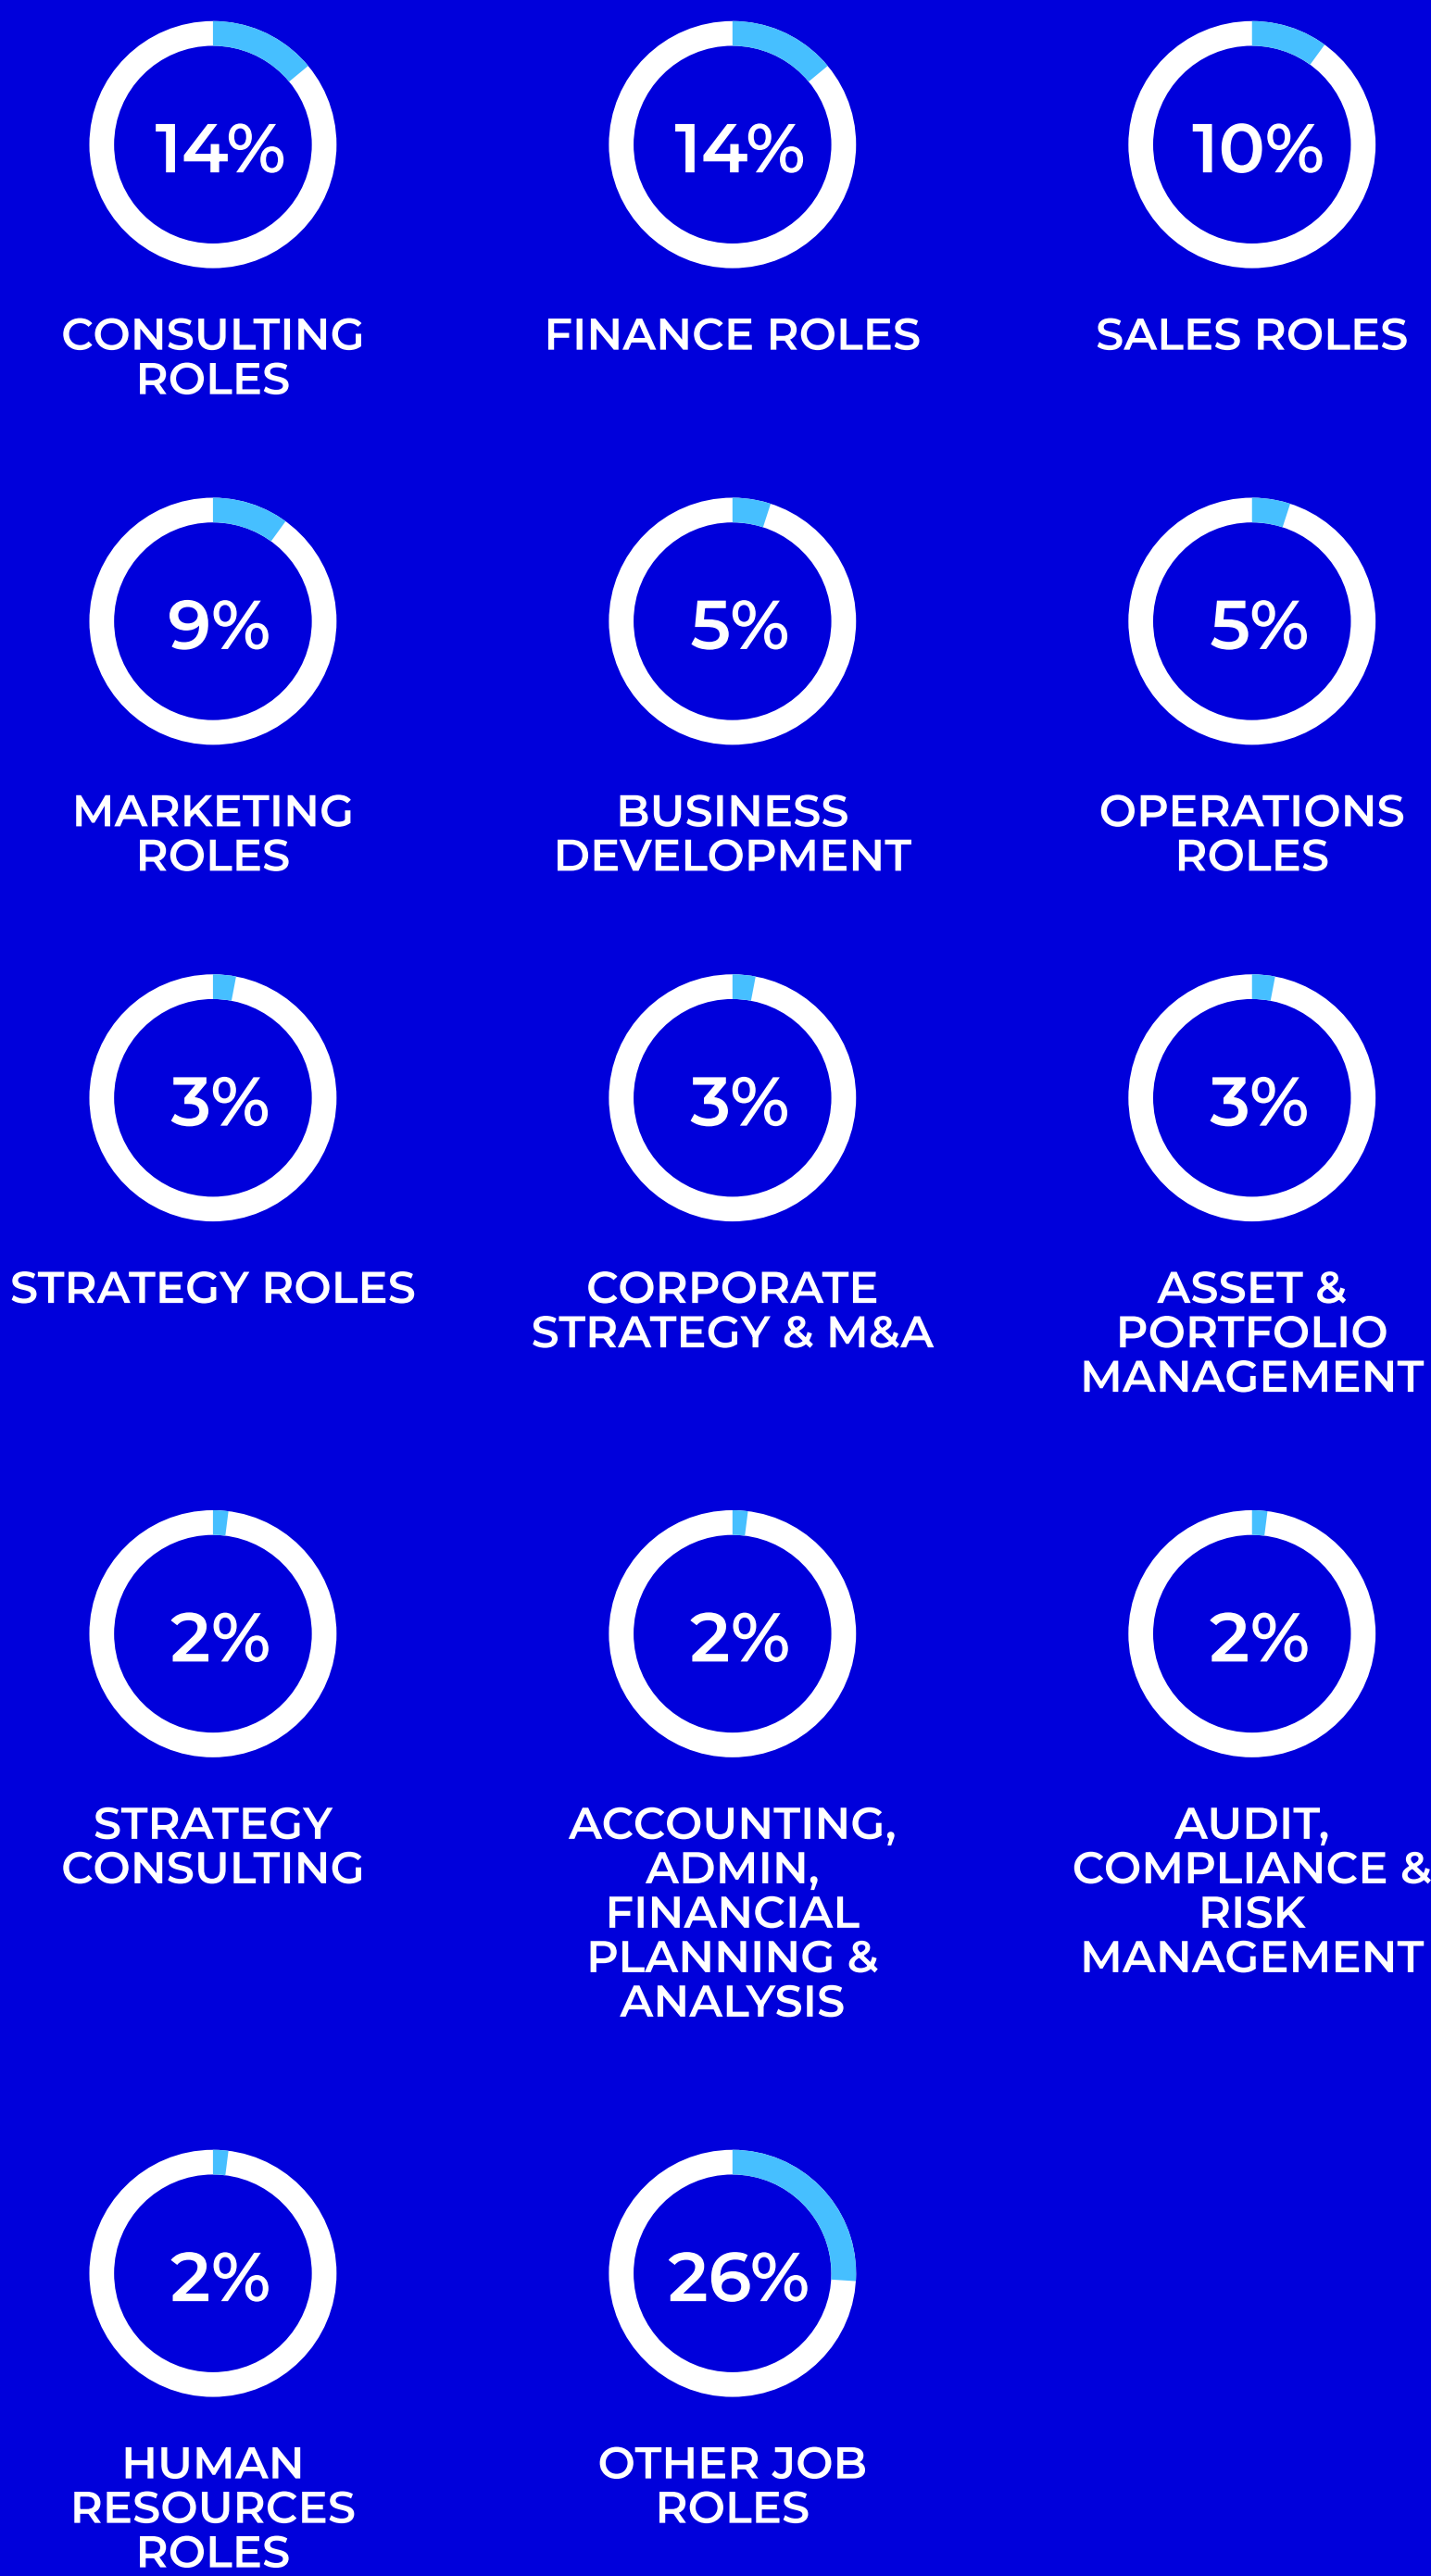 14%
CONSULTING
ROLES
14%
FINANCE ROLES
10%
SALES ROLES
9%
MARKETING
ROLES
5%
BUSINESS
DEVELOPMENT
5%
OPERATIONS
ROLES
3%
STRATEGY ROLES
3%
CORPORATE
STRATEGY & M&A
3%
ASSET &
PORTFOLIO
MANAGEMENT
2%
STRATEGY
CONSULTING
2%
ACCOUNTING,
ADMIN,
FINANCIAL
PLANNING &
ANALYSIS
2%
AUDIT,
COMPLIANCE &
RISK
MANAGEMENT
2%
HUMAN
RESOURCES
ROLES
26%
OTHER JOB
ROLES